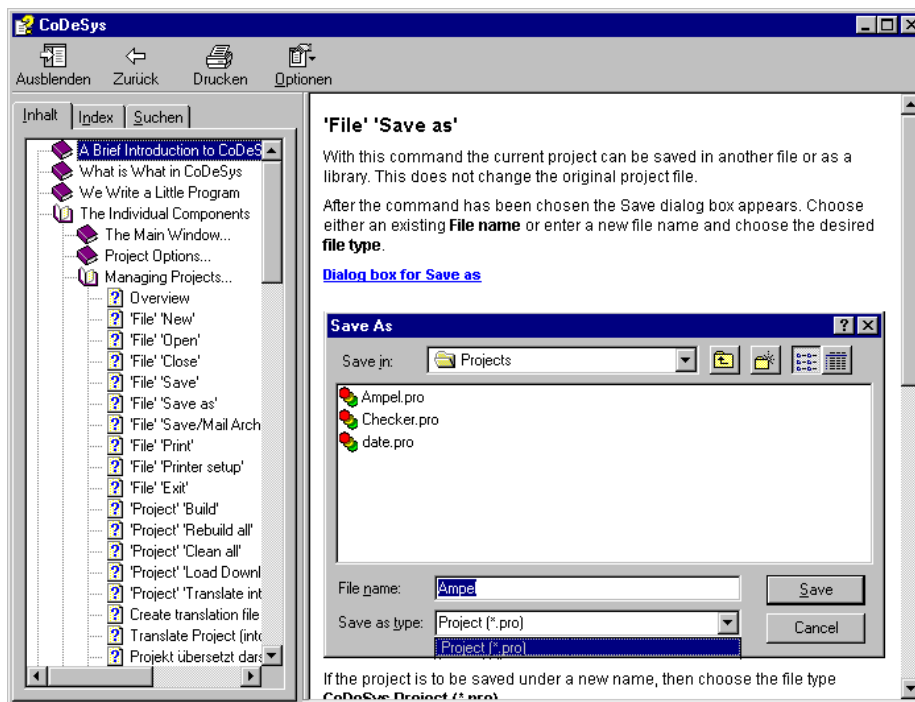 CoDeSys
Ausblenden Zurück Drucken Optionen
Inhalt Index Suchen
A Brief Introduction to CoDeS
What is What in CoDeSys
We Write a Little Program
The Individual Components
The Main Window...
Project Options...
Managing Projects...
Overview
'File' 'New'
'File' 'Open'
'File' 'Close'
'File' 'Save'
'File' 'Save as'
'File' 'Save/Mail Arch
'File' 'Print'
'File' 'Printer setup'
'File' 'Exit'
'Project' 'Build'
'Project' 'Rebuild all'
'Project' 'Clean all'
'Project' 'Load Downl
'Project' 'Translate int
Create translation file
Translate Project (into
Projekt übersetzt dars
'File' 'Save as'
With this command the current project can be saved in another file or as a
library. This does not change the original project file.
After the command has been chosen the Save dialog box appears. Choose
either an existing File name or enter a new file name and choose the desired
file type.
Dialog box for Save as
Save As
Save in: Projects
Ampel.pro
Checker.pro
date.pro
File name: Ampel Save
Save as type: Project (*.pro) Cancel
Project (*.pro)
If the project is to be saved under a new name, then choose the file type
CoDeSys Project (*.pro)